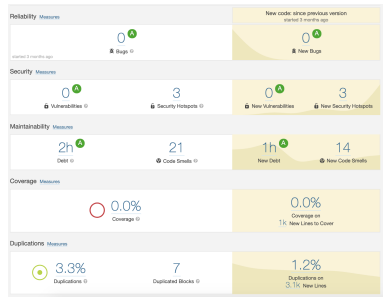 Reliability Measures
New code: since previous version
started 3 months ago
0 A
Bugs
started 3 months ago
0 A
New Bugs
Security Measures
0 A
Vulnerabilities
3
Security Hotspots
0 A
New Vulnerabilities
3
New Security Hotspots
Maintainability Measures
2h A
Debt
21
Code Smells
1h A
New Debt
14
New Code Smells
Coverage Measures
0.0%
Coverage
0.0%
Coverage on
1k New Lines to Cover
Duplications Measures
3.3%
Duplications
7
Duplicated Blocks
1.2%
Duplications on
3.1k New Lines